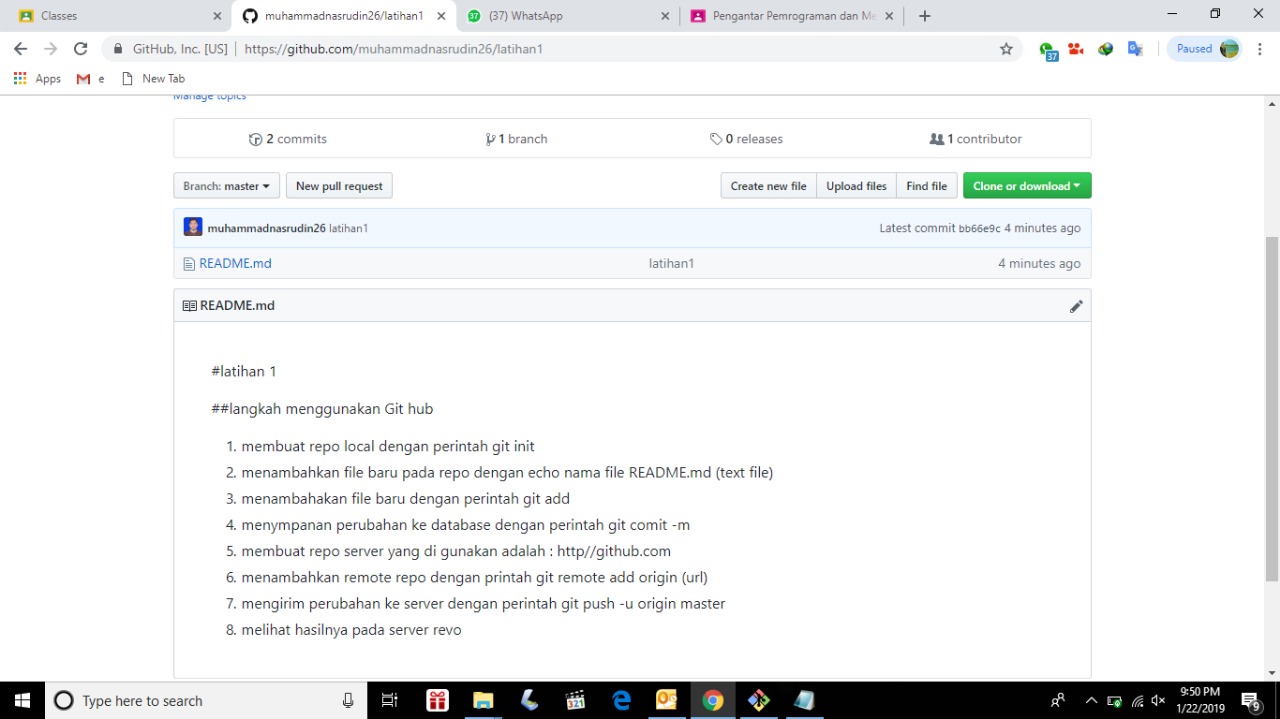 Classes
muhammadnasrudin26/latihan1
(37) WhatsApp
Pengantar Pemrograman dan Me
GitHub, Inc. [US] | https://github.com/muhammadnasrudin26/latihan1
37
Paused
Apps
e
New Tab
Manage topics
2 commits
1 branch
0 releases
1 contributor
Branch: master
New pull request
Create new file
Upload files
Find file
Clone or download
muhammadnasrudin26 latihan1
Latest commit bb66e9c 4 minutes ago
README.md
latihan1
4 minutes ago
README.md
#latihan 1
##langkah menggunakan Git hub
1. membuat repo local dengan perintah git init
2. menambahkan file baru pada repo dengan echo nama file README.md (text file)
3. menambahakan file baru dengan perintah git add
4. menympanan perubahan ke database dengan perintah git comit -m
5. membuat repo server yang di gunakan adalah : http//github.com
6. menambahkan remote repo dengan printah git remote add origin (url)
7. mengirim perubahan ke server dengan perintah git push -u origin master
8. melihat hasilnya pada server revo
Type here to search
321
9:50 PM
1/22/2019
9